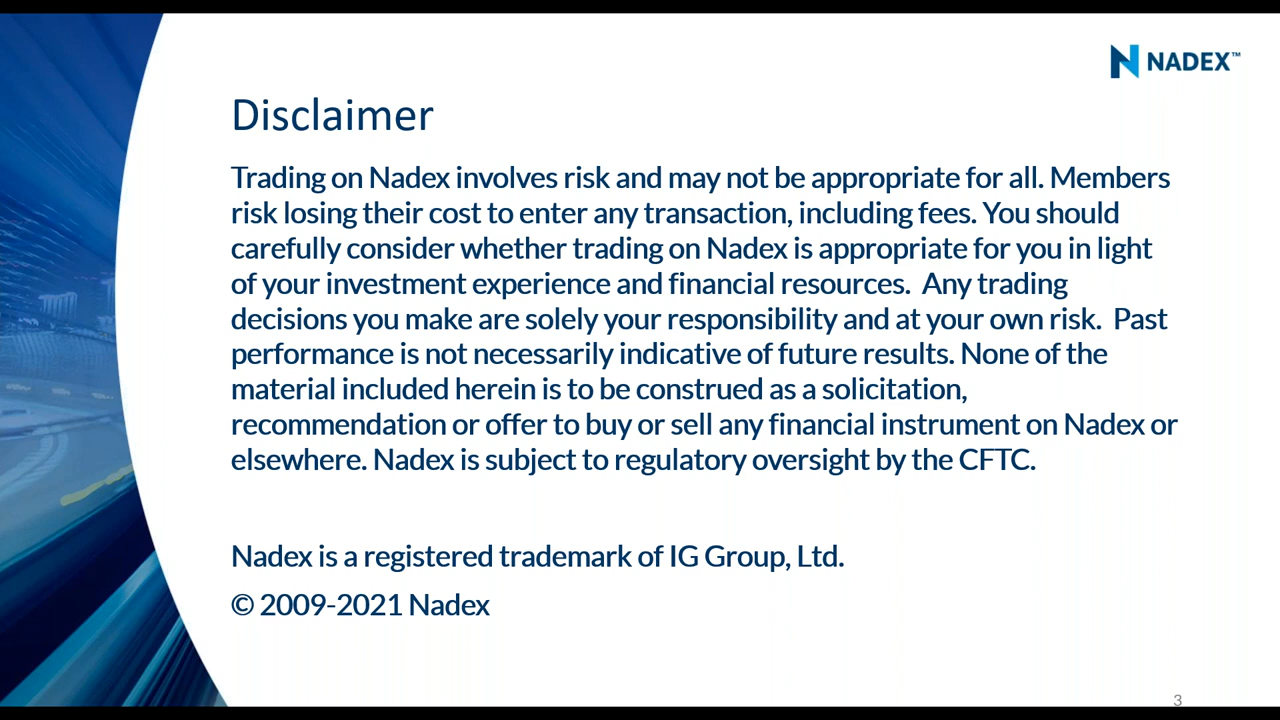 NADEX™
Disclaimer
Trading on Nadex involves risk and may not be appropriate for all. Members
risk losing their cost to enter any transaction, including fees. You should
carefully consider whether trading on Nadex is appropriate for you in light
of your investment experience and financial resources.  Any trading
decisions you make are solely your responsibility and at your own risk.  Past
performance is not necessarily indicative of future results. None of the
material included herein is to be construed as a solicitation,
recommendation or offer to buy or sell any financial instrument on Nadex or
elsewhere. Nadex is subject to regulatory oversight by the CFTC.
Nadex is a registered trademark of IG Group, Ltd.
© 2009-2021 Nadex
3